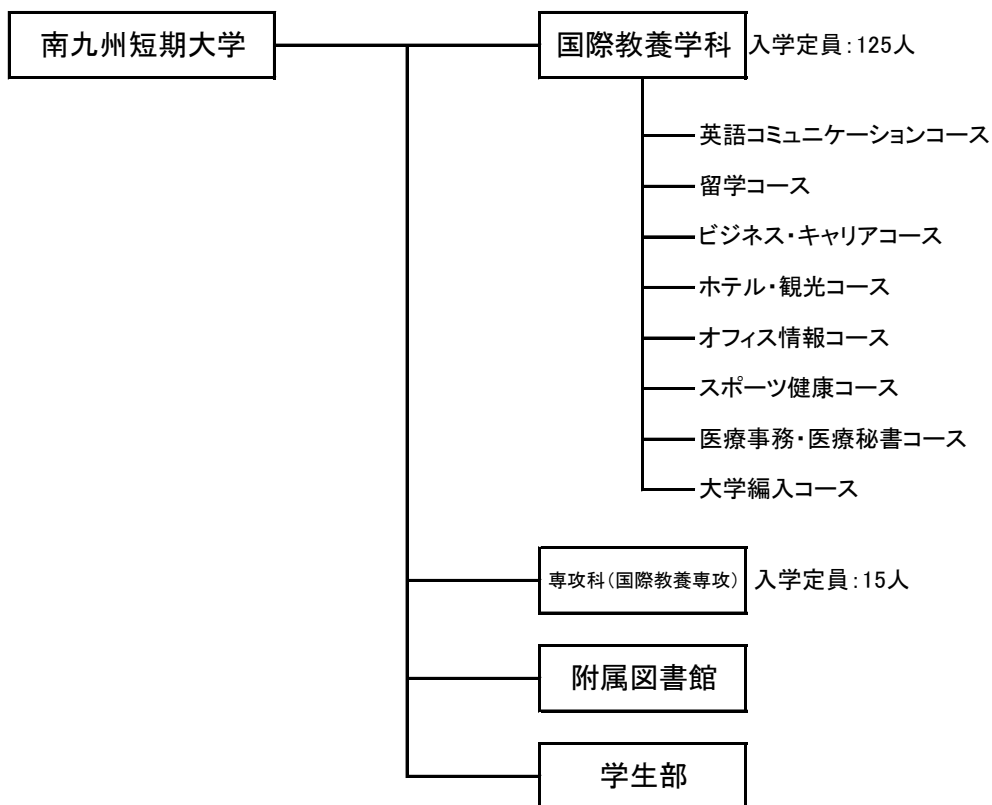 南九州短期大学
国際教養学科
入学定員：125人
英語コミュニケーションコース
留学コース
ビジネス・キャリアコース
ホテル・観光コース
オフィス情報コース
スポーツ健康コース
医療事務・医療秘書コース
大学編入コース
専攻科（国際教養専攻）
入学定員：15人
附属図書館
学生部